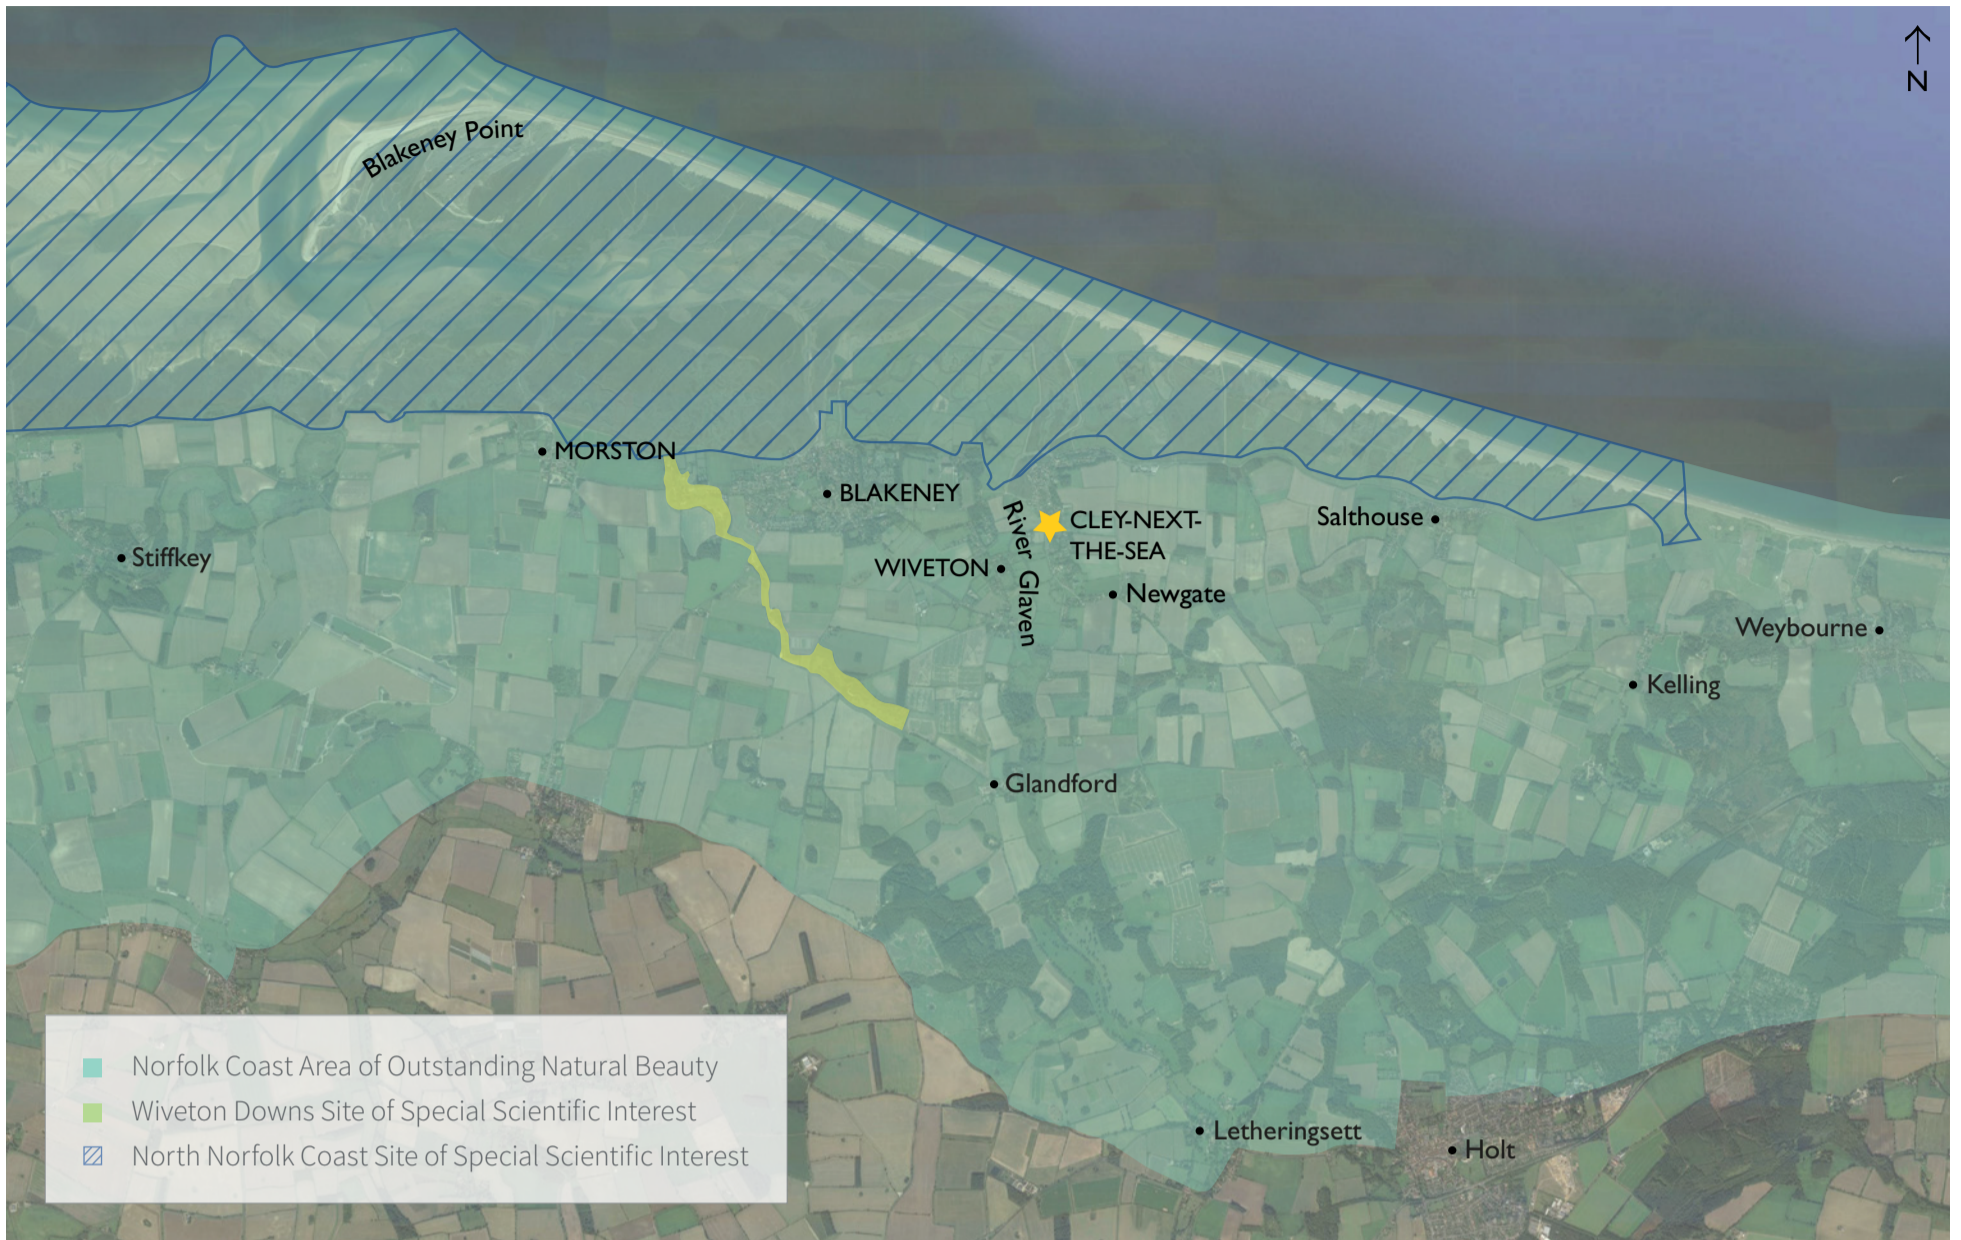 N
Blakeney Point
MORSTON
BLAKENEY
CLEY-NEXT-
THE-SEA
Salthouse
River Glaven
Stiffkey
WIVETON
Newgate
Weybourne
Kelling
Glandford
Norfolk Coast Area of Outstanding Natural Beauty
Wiveton Downs Site of Special Scientific Interest
North Norfolk Coast Site of Special Scientific Interest
Letheringsett
Holt